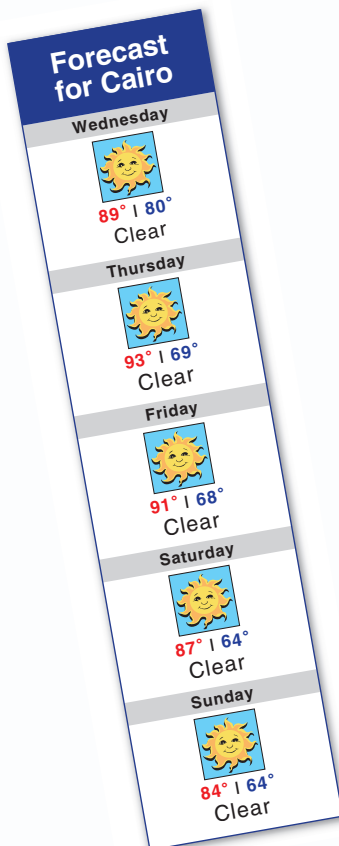 Forecast
for Cairo
Wednesday
89° | 80°
Clear
Thursday
93° | 69°
Clear
Friday
91° | 68°
Clear
Saturday
87° | 64°
Clear
Sunday
84° | 64°
Clear